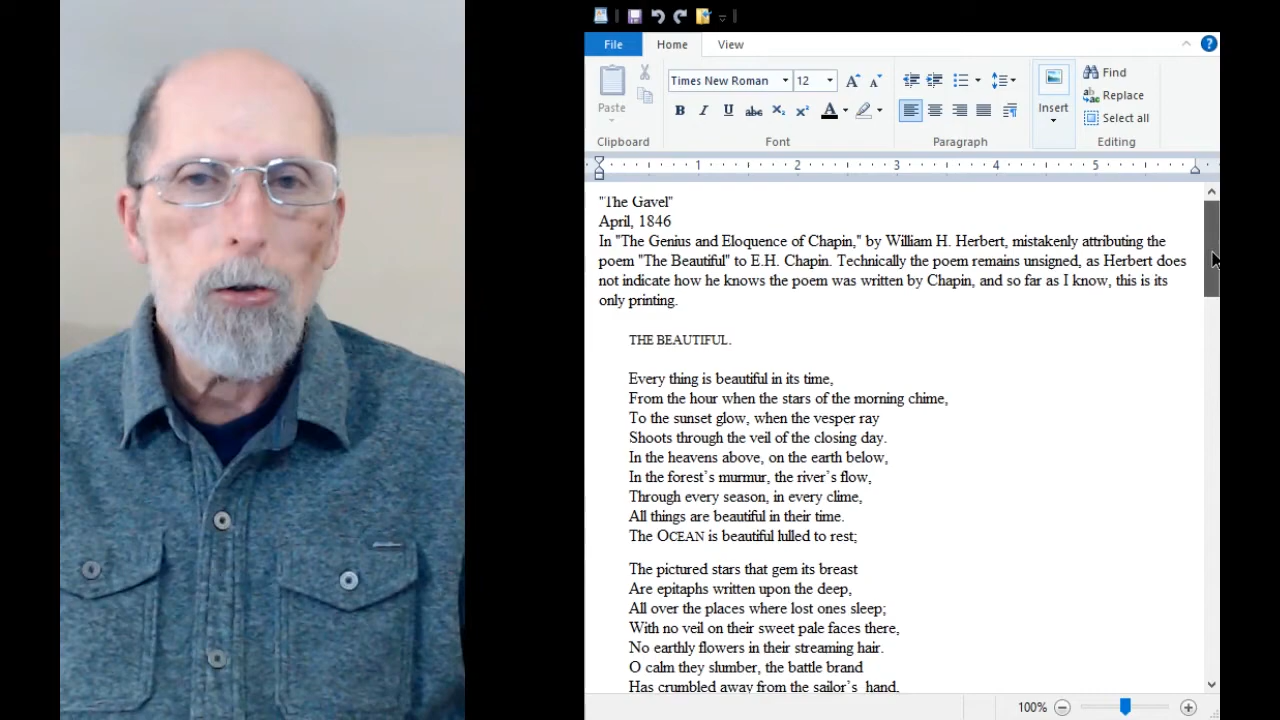 File Home View
Times New Roman 12
Find
Replace
Select all
Paste
Insert
Clipboard Font Paragraph Editing
1 2 3 4 5
"The Gavel"
April, 1846
In "The Genius and Eloquence of Chapin," by William H. Herbert, mistakenly attributing the
poem "The Beautiful" to E.H. Chapin. Technically the poem remains unsigned, as Herbert does
not indicate how he knows the poem was written by Chapin, and so far as I know, this is its
only printing.
THE BEAUTIFUL.
Every thing is beautiful in its time,
From the hour when the stars of the morning chime,
To the sunset glow, when the vesper ray
Shoots through the veil of the closing day.
In the heavens above, on the earth below,
In the forest’s murmur, the river’s flow,
Through every season, in every clime,
All things are beautiful in their time.
The OCEAN is beautiful lulled to rest;
The pictured stars that gem its breast
Are epitaphs written upon the deep,
All over the places where lost ones sleep;
With no veil on their sweet pale faces there,
No earthly flowers in their streaming hair.
O calm they slumber, the battle brand
Has crumbled away from the sailor’s hand,
100%